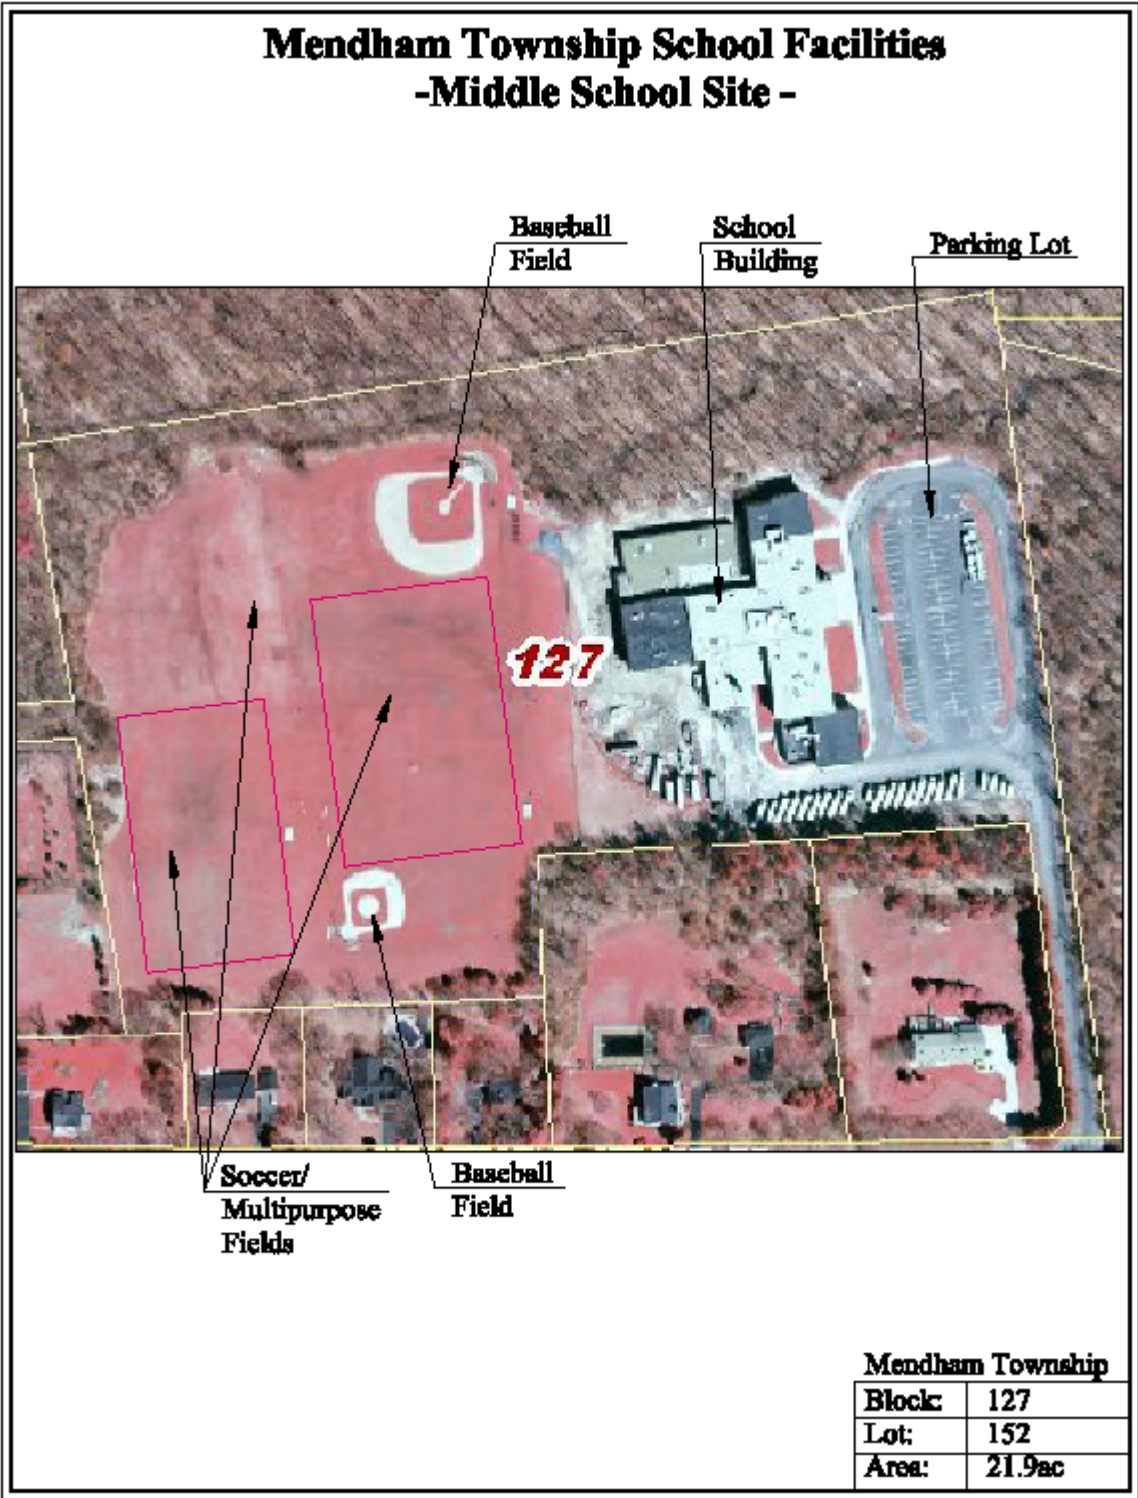 Mendham Township School Facilities
-Middle School Site -
Baseball
Field
School
Building
Parking Lot
127
Soccer/
Multipurpose
Fields
Baseball
Field
Mendham Township
Block: 127
Lot: 152
Area: 21.9ac